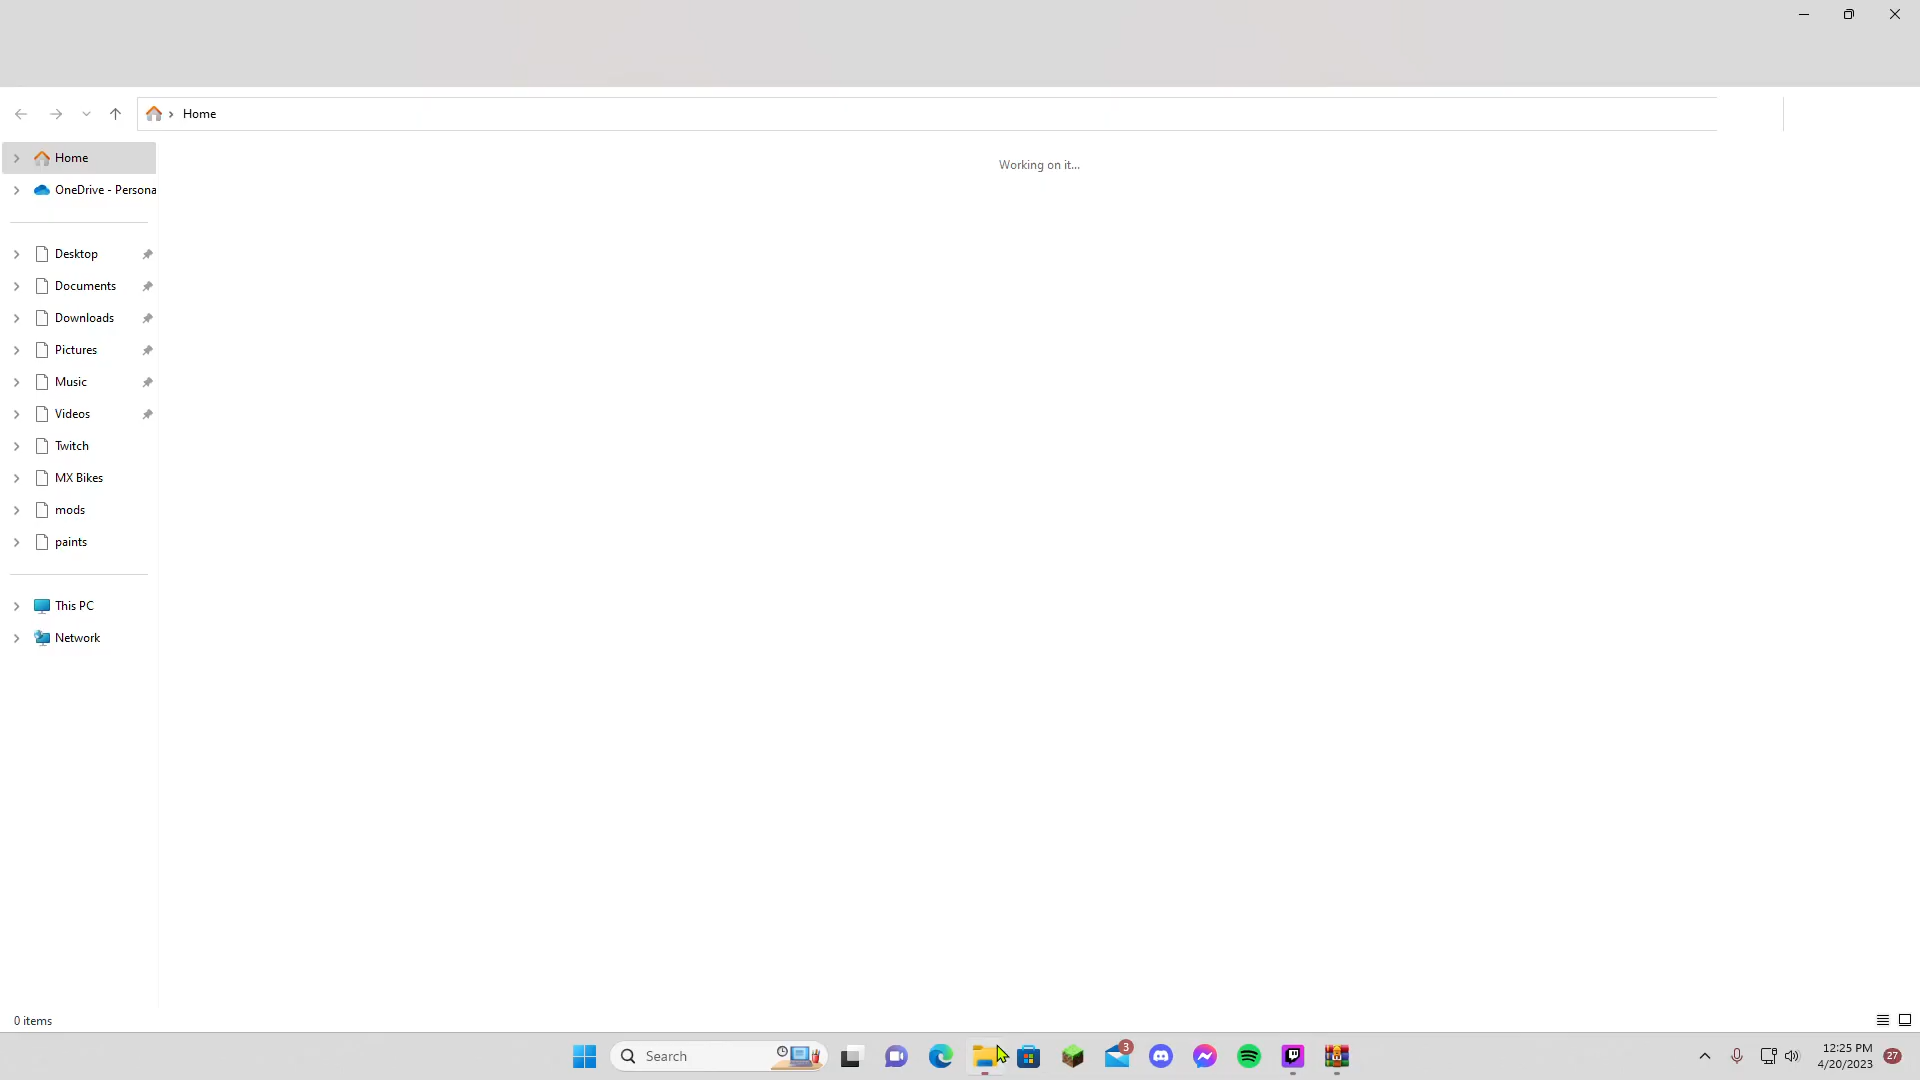 Home
Home
Working on it...
OneDrive - Persona
Desktop
Documents
Downloads
Pictures
Music
Videos
Twitch
MX Bikes
mods
paints
This PC
Network
0 items
Search
3
12:25 PM
4/20/2023
27